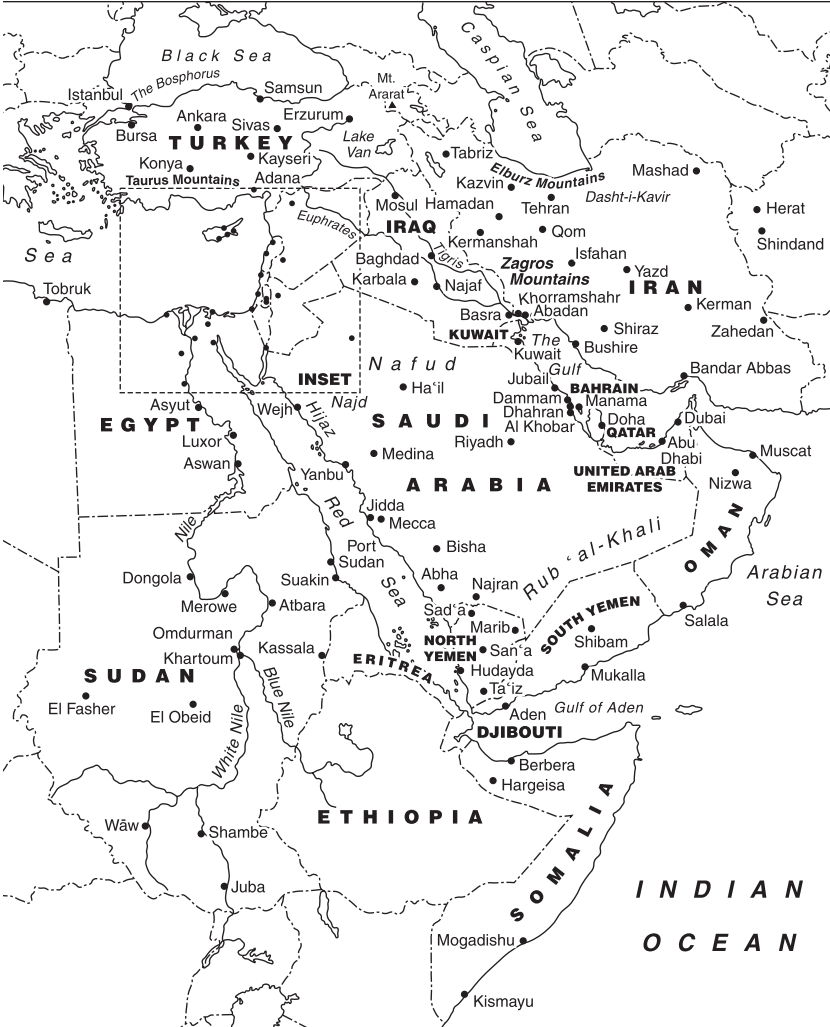 Black Sea
Caspian Sea
The Bosphorus
Istanbul
Samsun
Mt.
Ararat
Ankara
Sivas
Erzurum
Bursa
TURKEY
Lake
Van
Tabriz
Konya
Kayseri
Taurus Mountains
Adana
Kazvin
Elburz Mountains
Mashad
Dasht-i-Kavir
Mosul
Hamadan
Tehran
Herat
Euphrates
IRAQ
Kermanshah
Qom
Shindand
Sea
Baghdad
Tigris
Zagros
Mountains
Isfahan
Yazd
Karbala
Najaf
IRAN
Tobruk
Khorramshahr
Abadan
Kerman
Basra
KUWAIT
Kuwait
The
Gulf
Shiraz
Bushire
Zahedan
Nafud
INSET
Ha‘il
Jubail
BAHRAIN
Bandar Abbas
Asyut
EGYPT
Wejh
Hijaz
Najd
SAUDI
ARABIA
Dammam
Dhahran
Al Khobar
Manama
Doha
QATAR
Dubai
Luxor
Riyadh
Abu
Dhabi
Muscat
Aswan
Medina
Yanbu
UNITED ARAB
EMIRATES
Nizwa
Nile
Red
Sea
Jidda
Mecca
OMAN
Rub ‘al-Khali
Port
Sudan
Bisha
Dongola
Suakin
Abha
Najran
Arabian
Sea
Merowe
Atbara
Sad‘â
Marib
SOUTH YEMEN
Salala
Omdurman
Khartoum
Kassala
NORTH
YEMEN
San‘a
Shibam
SUDAN
ERITREA
Hudayda
Mukalla
El Fasher
El Obeid
Blue Nile
White Nile
Ta‘iz
Aden
Gulf of Aden
DJIBOUTI
Berbera
Hargeisa
ETHIOPIA
Wāw
Shambe
SOMALIA
Juba
INDIAN
OCEAN
Mogadishu
Kismayu